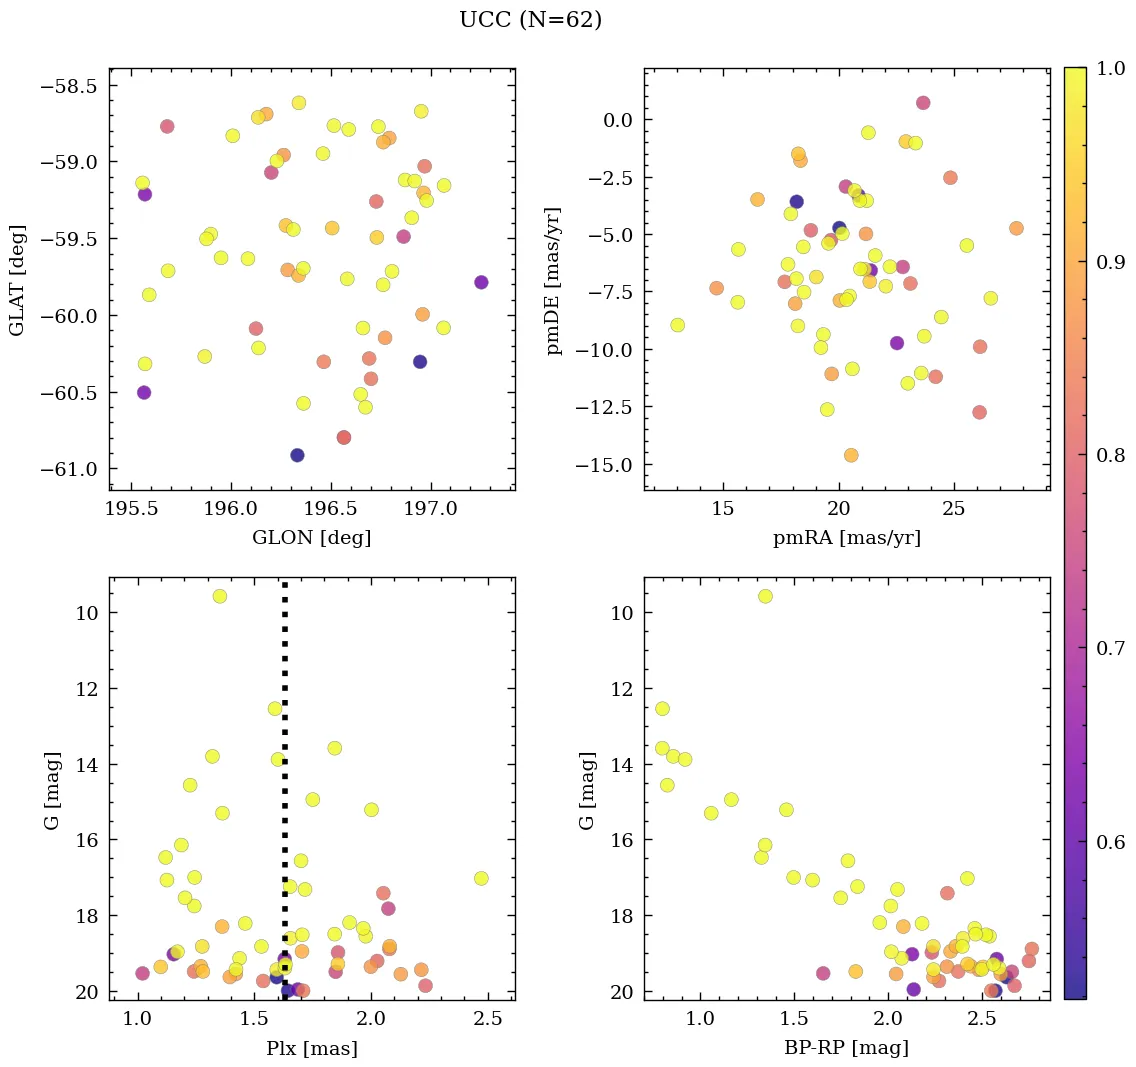 UCC (N=62)
−58.5
−59.0
−59.5
−60.0
−60.5
−61.0
GLAT [deg]
195.5 196.0 196.5 197.0
GLON [deg]
0.0
−2.5
−5.0
−7.5
−10.0
−12.5
−15.0
pmDE [mas/yr]
15 20 25
pmRA [mas/yr]
1.0
0.9
0.8
0.7
0.6
10
12
14
16
18
20
G [mag]
1.0 1.5 2.0 2.5
Plx [mas]
10
12
14
16
18
20
G [mag]
1.0 1.5 2.0 2.5
BP-RP [mag]